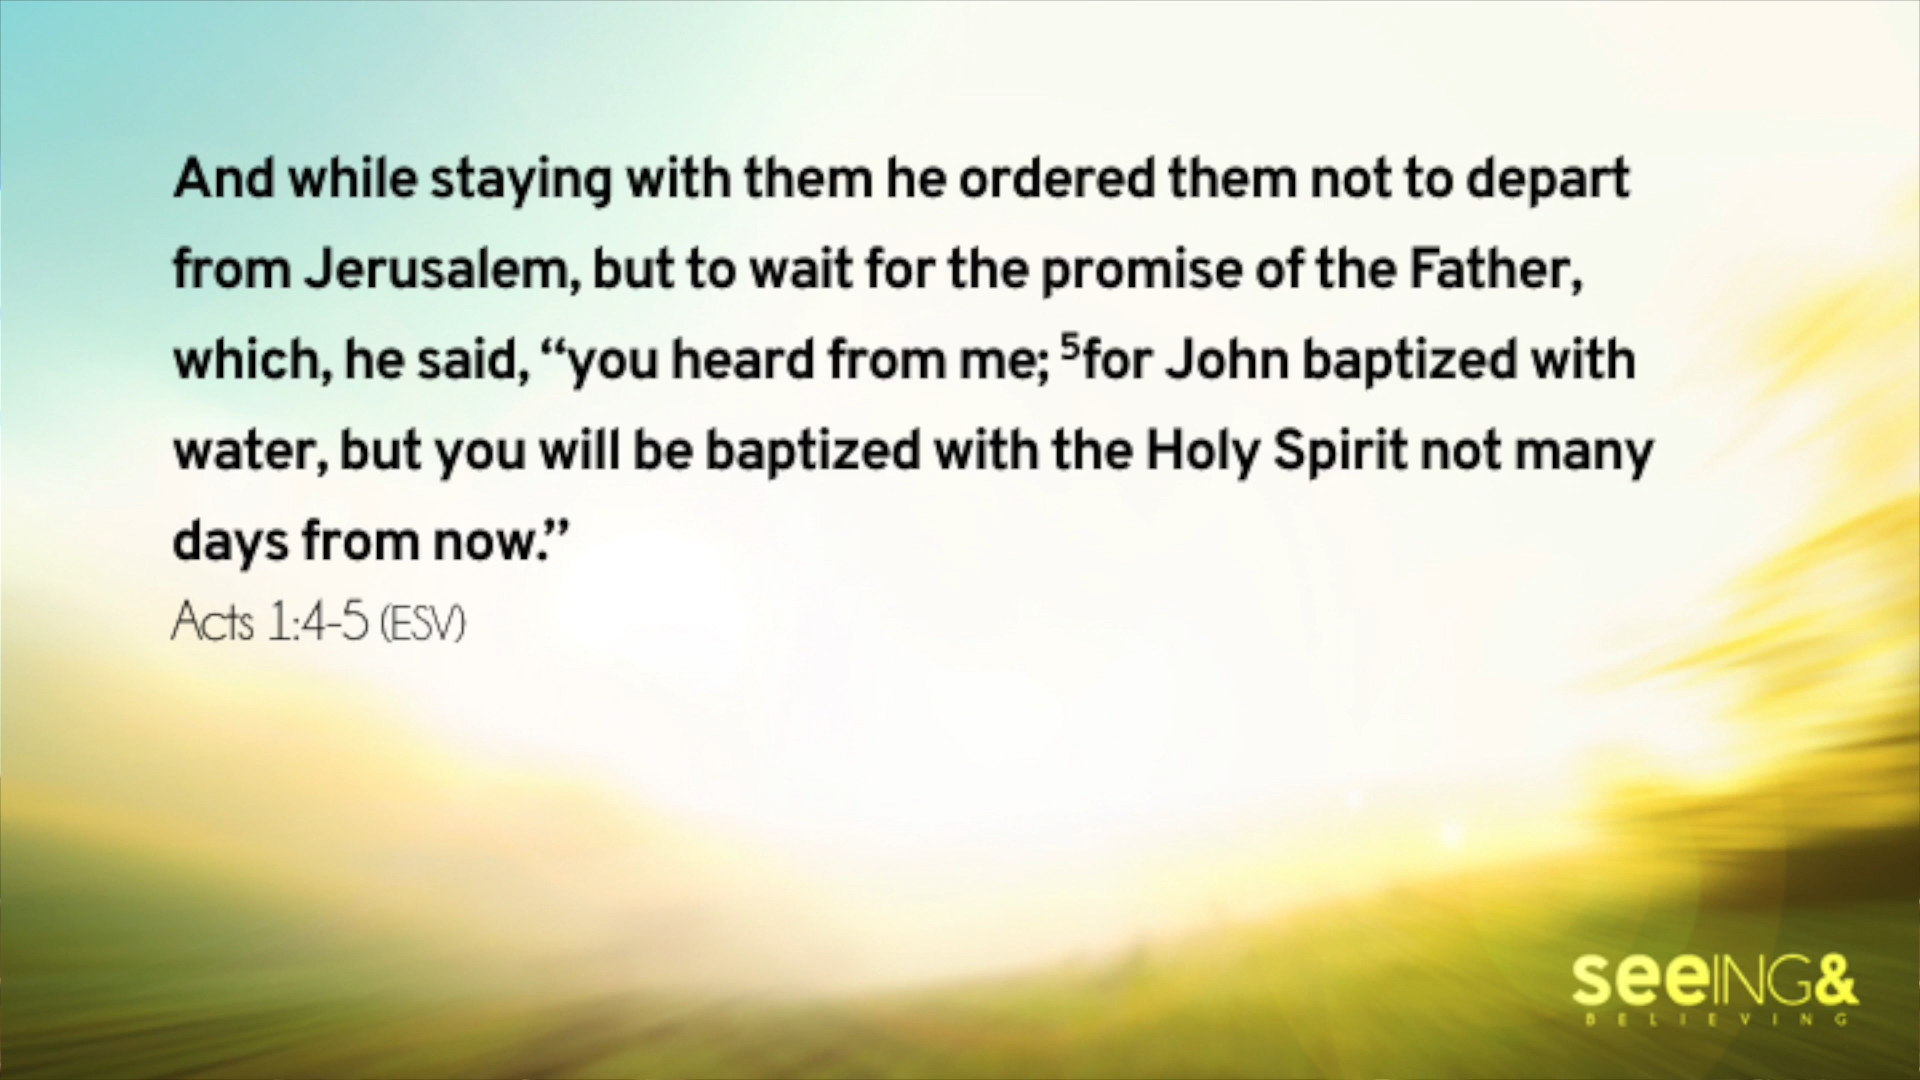 And while staying with them he ordered them not to depart
from Jerusalem, but to wait for the promise of the Father,
which, he said, “you heard from me; ⁵for John baptized with
water, but you will be baptized with the Holy Spirit not many
days from now.”
Acts 1:4-5 (ESV)
seeING&
BELIEVING